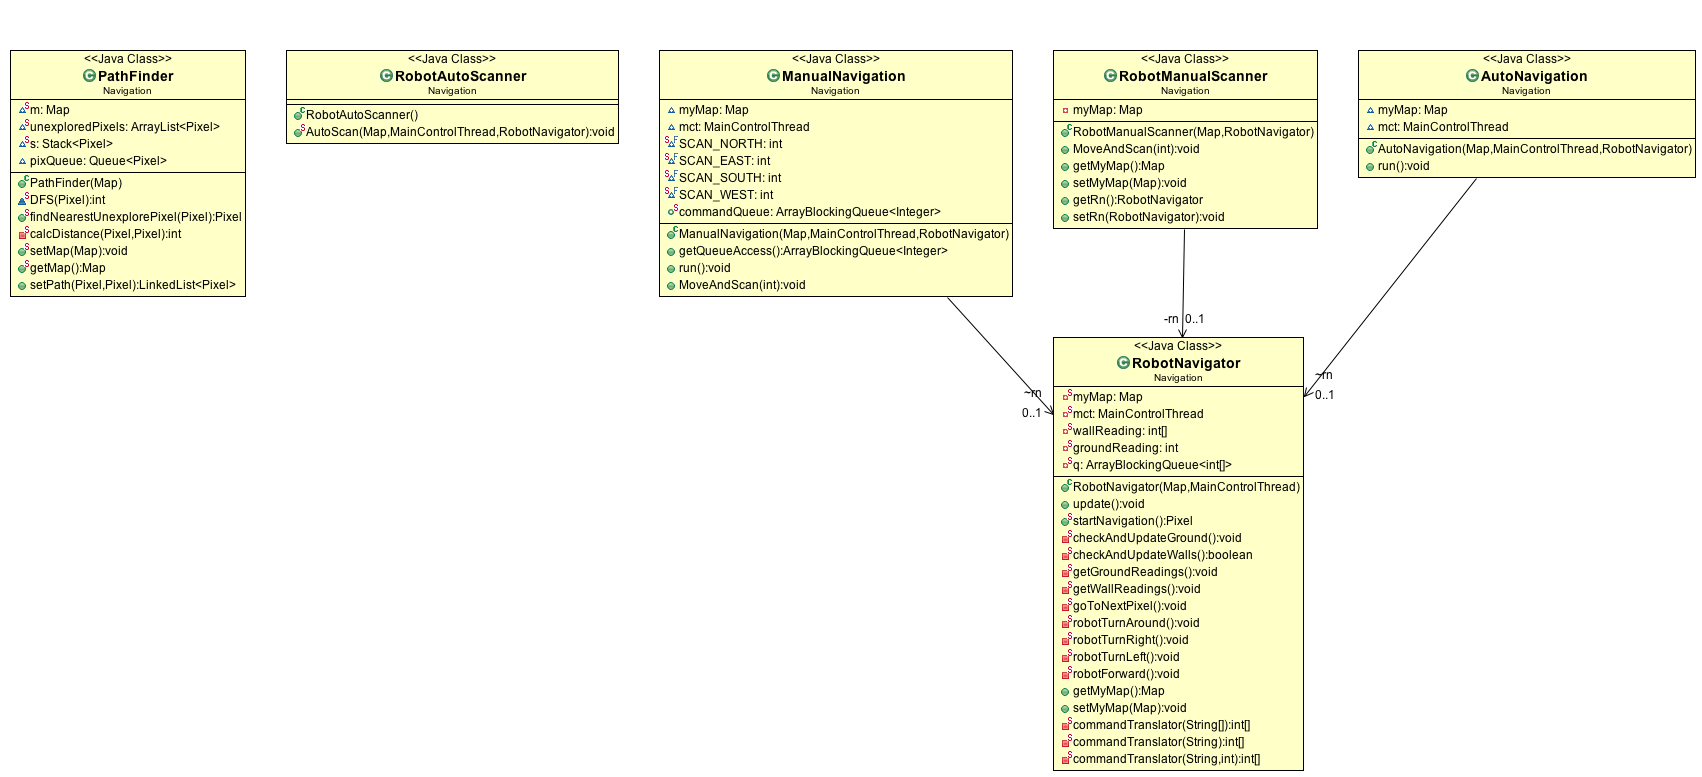 <<Java Class>>
PathFinder
Navigation
m: Map
unexploredPixels: ArrayList<Pixel>
s: Stack<Pixel>
pixQueue: Queue<Pixel>
PathFinder(Map)
DFS(Pixel):int
findNearestUnexplorePixel(Pixel):Pixel
calcDistance(Pixel,Pixel):int
setMap(Map):void
getMap():Map
setPath(Pixel,Pixel):LinkedList<Pixel>
<<Java Class>>
RobotAutoScanner
Navigation
RobotAutoScanner()
AutoScan(Map,MainControlThread,RobotNavigator):void
<<Java Class>>
ManualNavigation
Navigation
myMap: Map
mct: MainControlThread
SCAN_NORTH: int
SCAN_EAST: int
SCAN_SOUTH: int
SCAN_WEST: int
commandQueue: ArrayBlockingQueue<Integer>
ManualNavigation(Map,MainControlThread,RobotNavigator)
getQueueAccess():ArrayBlockingQueue<Integer>
run():void
MoveAndScan(int):void
<<Java Class>>
RobotManualScanner
Navigation
myMap: Map
RobotManualScanner(Map,RobotNavigator)
MoveAndScan(int):void
getMyMap():Map
setMyMap(Map):void
getRn():RobotNavigator
setRn(RobotNavigator):void
<<Java Class>>
AutoNavigation
Navigation
myMap: Map
mct: MainControlThread
AutoNavigation(Map,MainControlThread,RobotNavigator)
run():void
~rn
0..1
-rn 0..1
~rn
0..1
<<Java Class>>
RobotNavigator
Navigation
myMap: Map
mct: MainControlThread
wallReading: int[]
groundReading: int
q: ArrayBlockingQueue<int[]>
RobotNavigator(Map,MainControlThread)
update():void
startNavigation():Pixel
checkAndUpdateGround():void
checkAndUpdateWalls():boolean
getGroundReadings():void
getWallReadings():void
goToNextPixel():void
robotTurnAround():void
robotTurnRight():void
robotTurnLeft():void
robotForward():void
getMyMap():Map
setMyMap(Map):void
commandTranslator(String[]):int[]
commandTranslator(String):int[]
commandTranslator(String,int):int[]